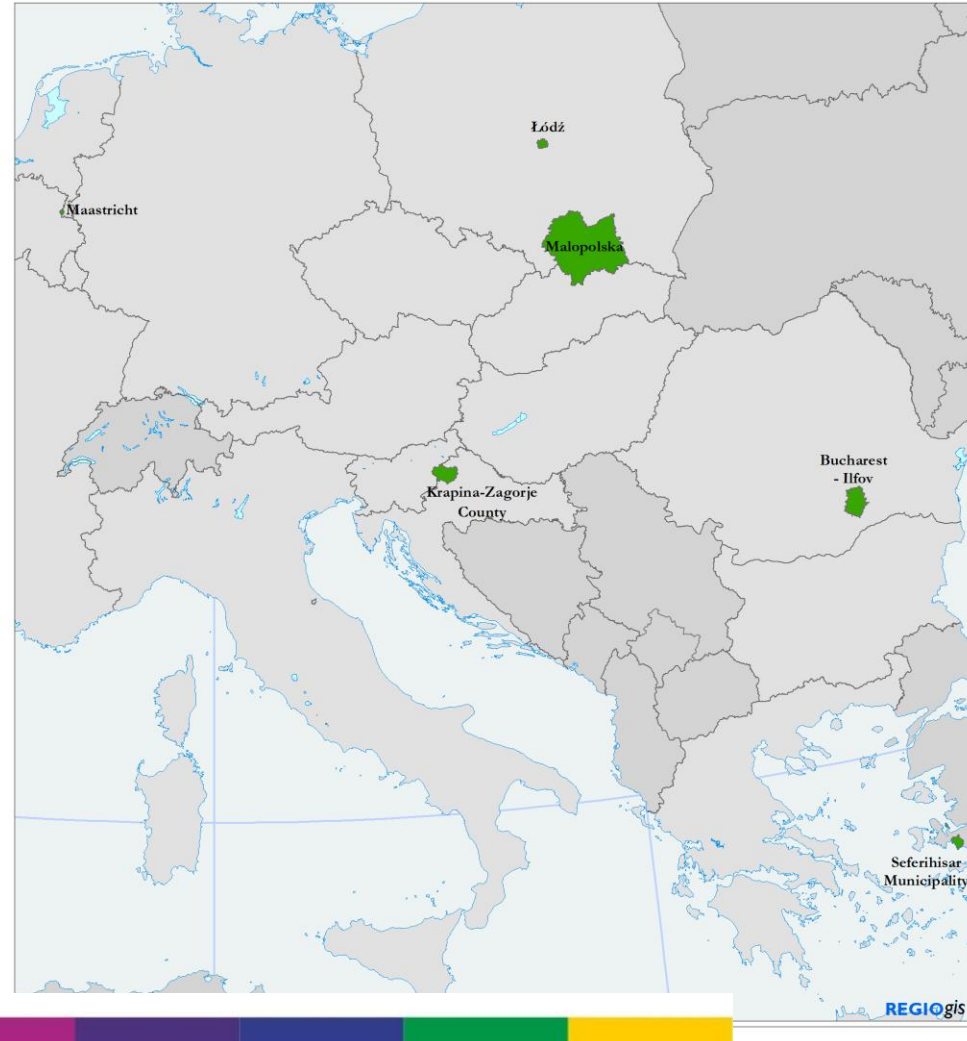 Łódź
Maastricht
Malopolska
Bucharest
- Ilfov
Krapina-Zagorje
County
Seferihisar
Municipality
REGIOgis